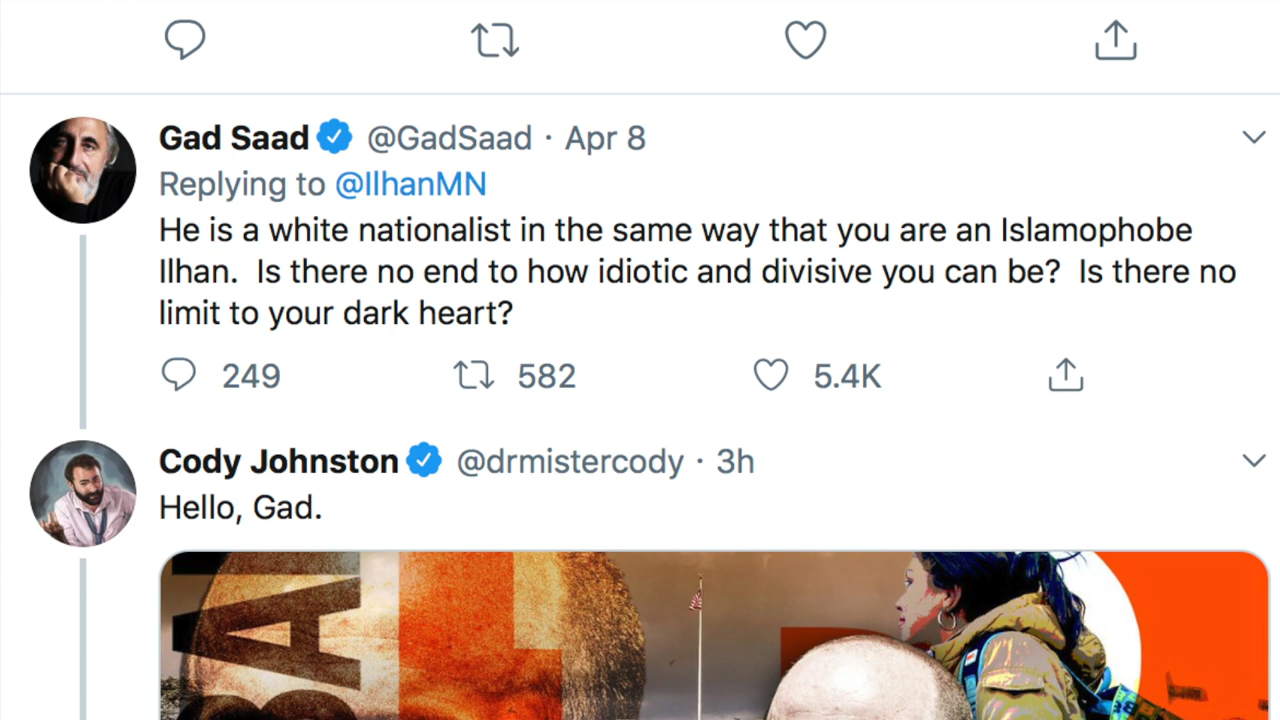 Gad Saad @GadSaad · Apr 8
Replying to @IlhanMN
He is a white nationalist in the same way that you are an Islamophobe
Ilhan.  Is there no end to how idiotic and divisive you can be?  Is there no
limit to your dark heart?
249 582 5.4K
Cody Johnston @drmistercody · 3h
Hello, Gad.